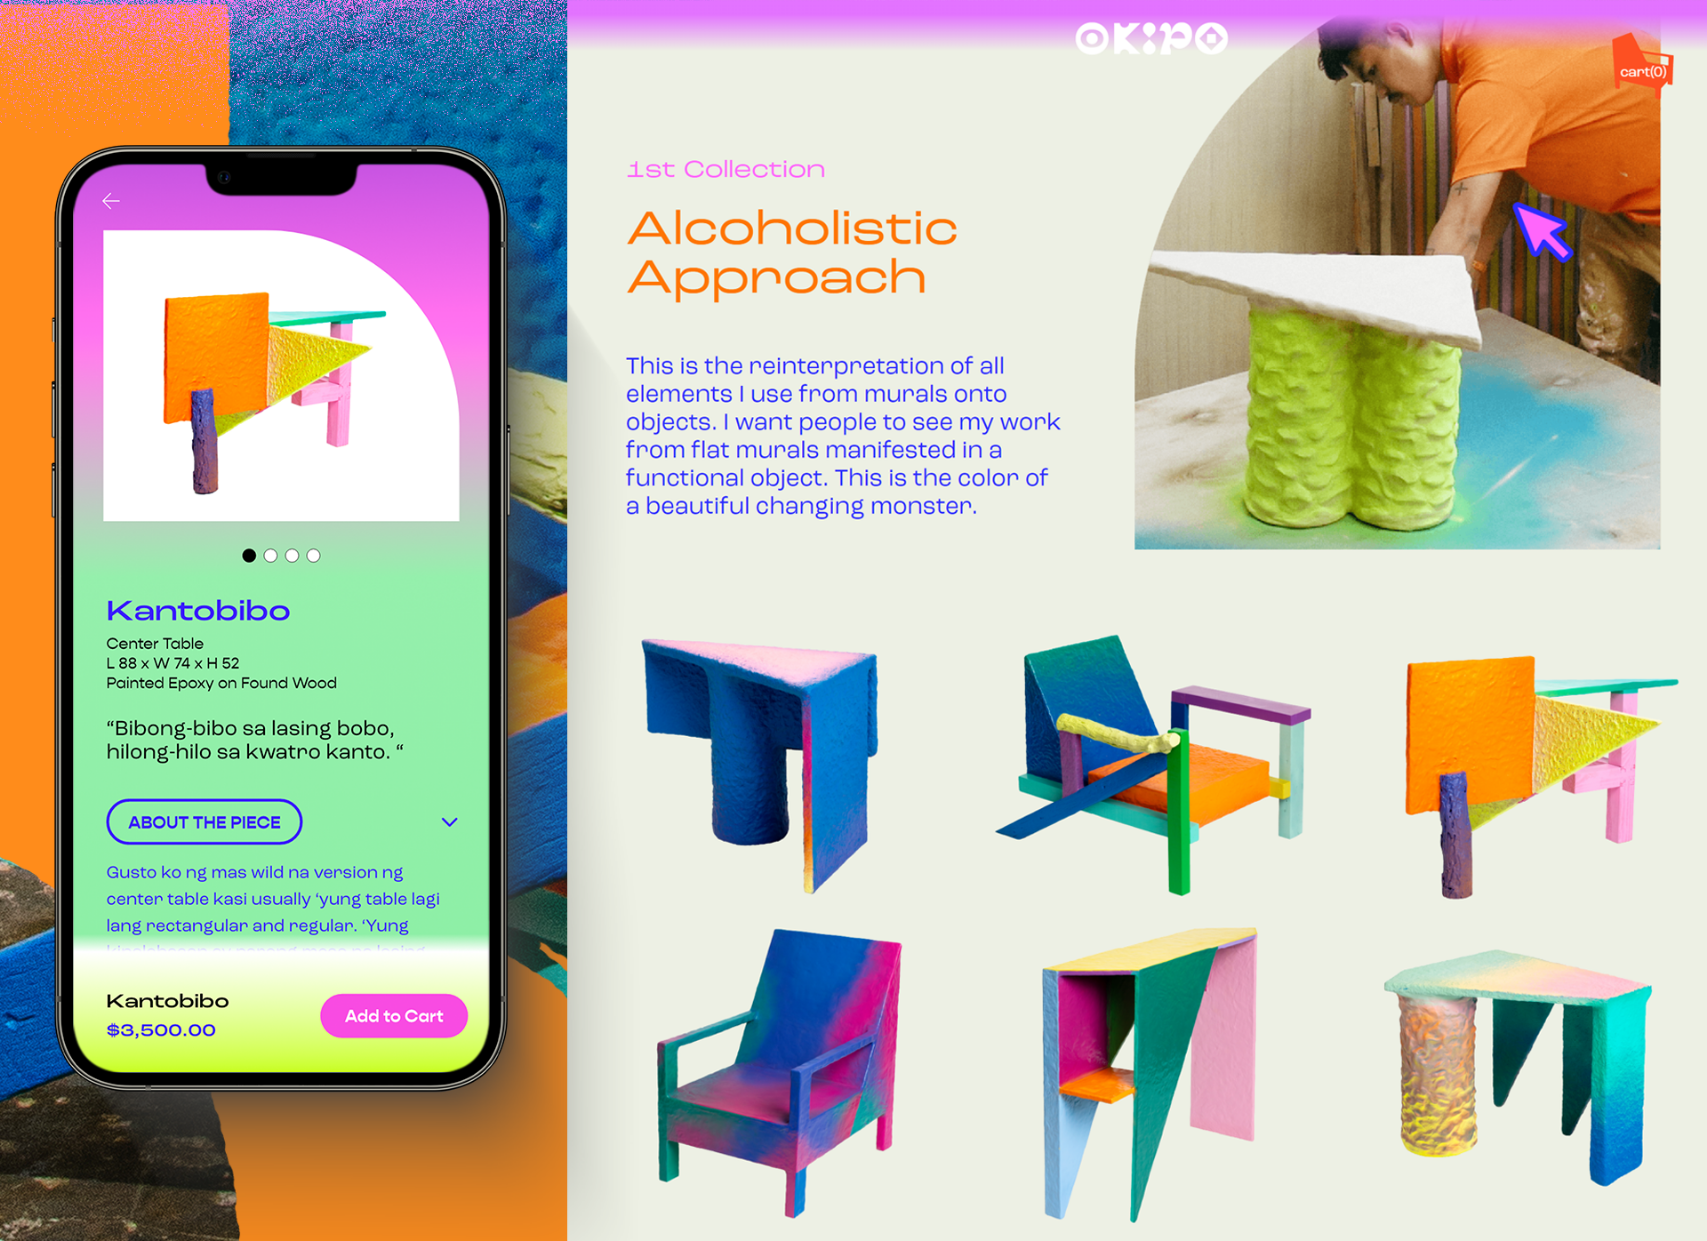 Kantobibo
Center Table
L 88 x W 74 x H 52
Painted Epoxy on Found Wood
“Bibong-bibo sa lasing bobo,
hilong-hilo sa kwatro kanto. “
ABOUT THE PIECE
Gusto ko ng mas wild na version ng
center table kasi usually ‘yung table lagi
lang rectangular and regular. ‘Yung
Kantobibo
$3,500.00
Add to Cart
OKiPO
cart(0)
1st Collection
Alcoholistic
Approach
This is the reinterpretation of all
elements I use from murals onto
objects. I want people to see my work
from flat murals manifested in a
functional object. This is the color of
a beautiful changing monster.